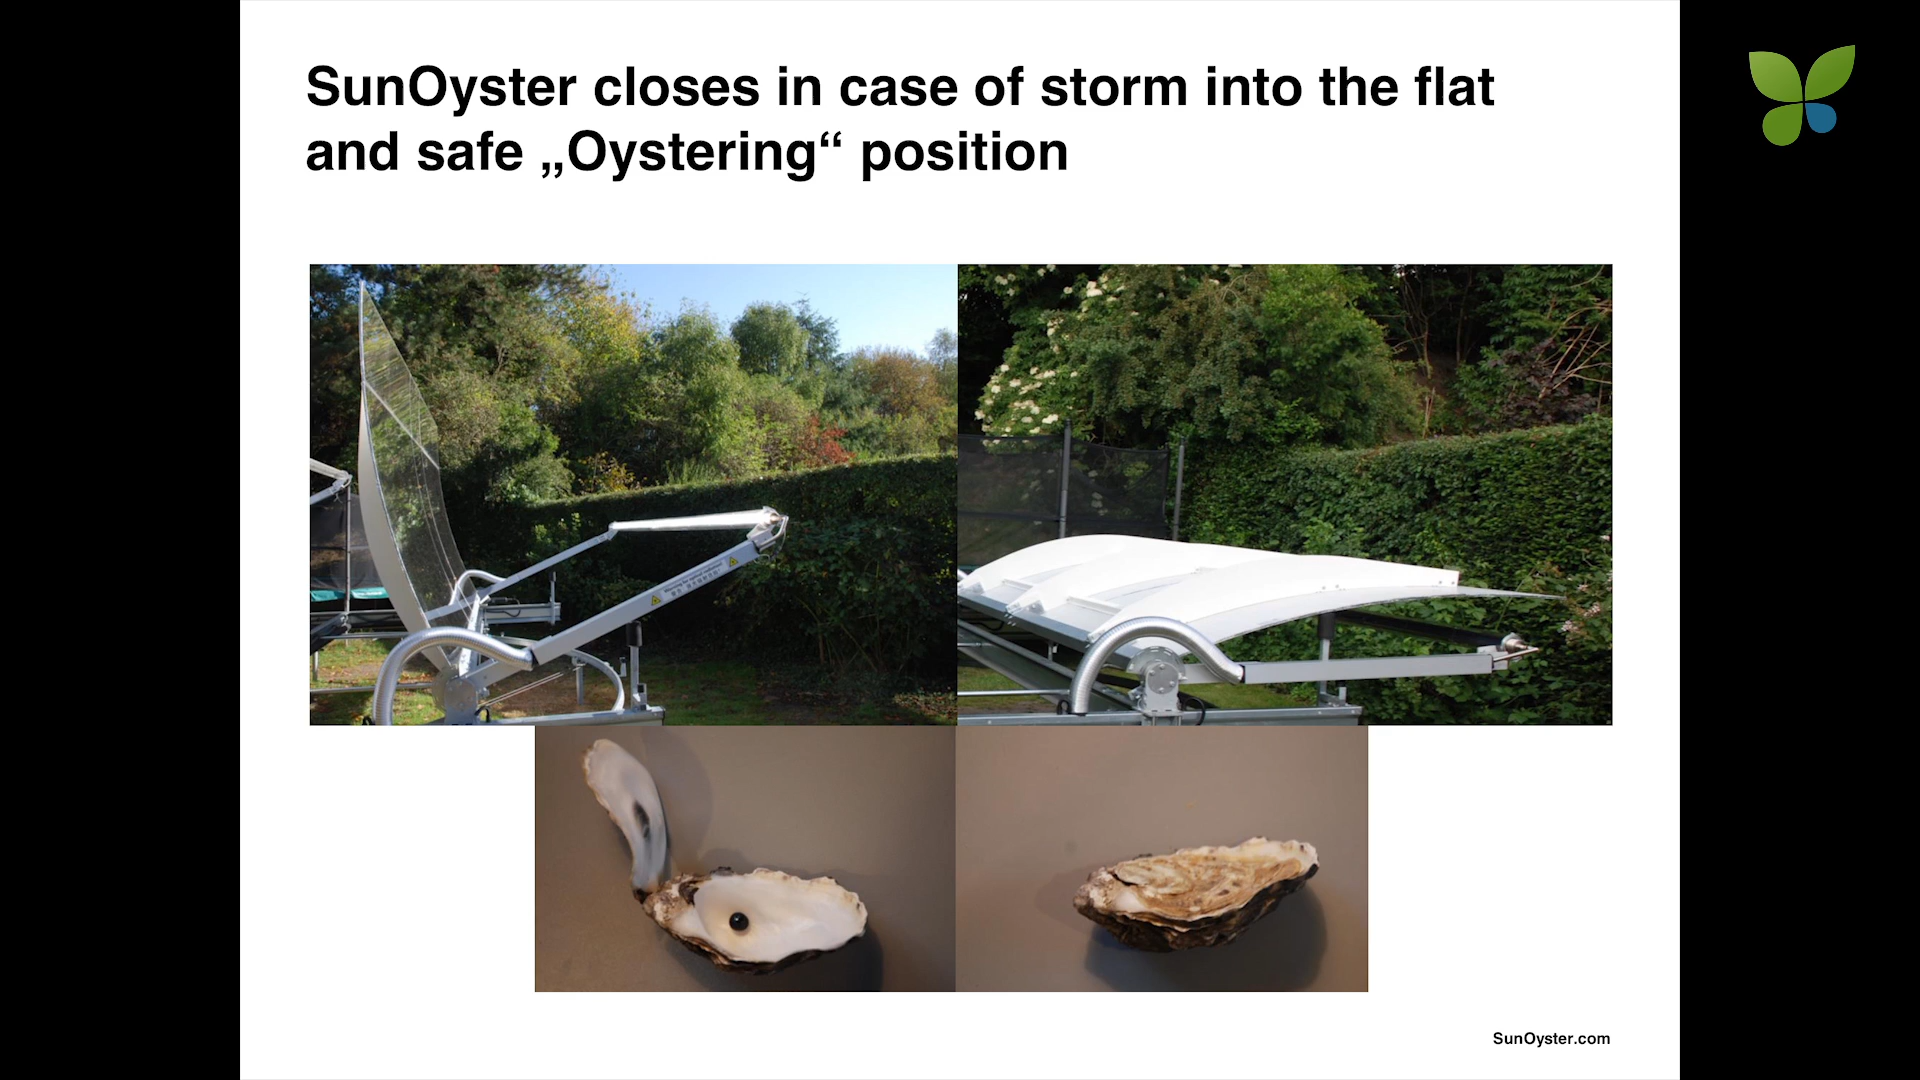 SunOyster closes in case of storm into the flat
and safe „Oystering“ position
SunOyster.com